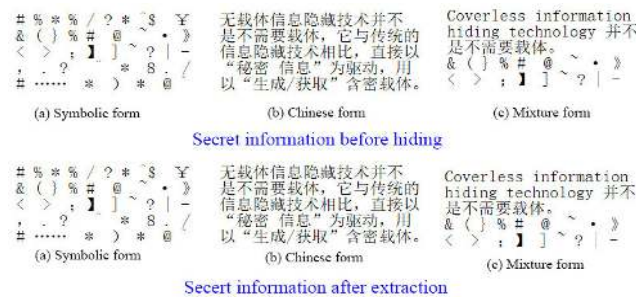 # % * % / ? * ~ $ ¥
& ( } % # @ ~ • 》
< > ; 】 ] ~ ? | −
, . ? * 8 . /
# …… * ) * @
(a) Symbolic form
无载体信息隐藏技术并不
是不需要载体，它与传统的
信息隐藏技术相比，直接以
“秘密 信息”为驱动，用
以“生成/获取”含密载体。
(b) Chinese form
Coverless information
hiding technology 并不
是不需要载体。
& ( } % # @ ~ • 》
< > ; 】 ] ~ ? | −
(c) Mixture form
Secret information before hiding
# % * % / ? * ~ $ ¥
& ( } % # @ ~ • 》
< > ; 】 ] ~ ? | −
, . ? * 8 . /
# …… * ) * @
(a) Symbolic form
无载体信息隐藏技术并不
是不需要载体，它与传统的
信息隐藏技术相比，直接以
“秘密 信息”为驱动，用
以“生成/获取”含密载体。
(b) Chinese form
Coverless information
hiding technology 并不
是不需要载体。
& ( } % # @ ~ • 》
< > ; 】 ] ~ ? | −
(c) Mixture form
Secert information after extraction